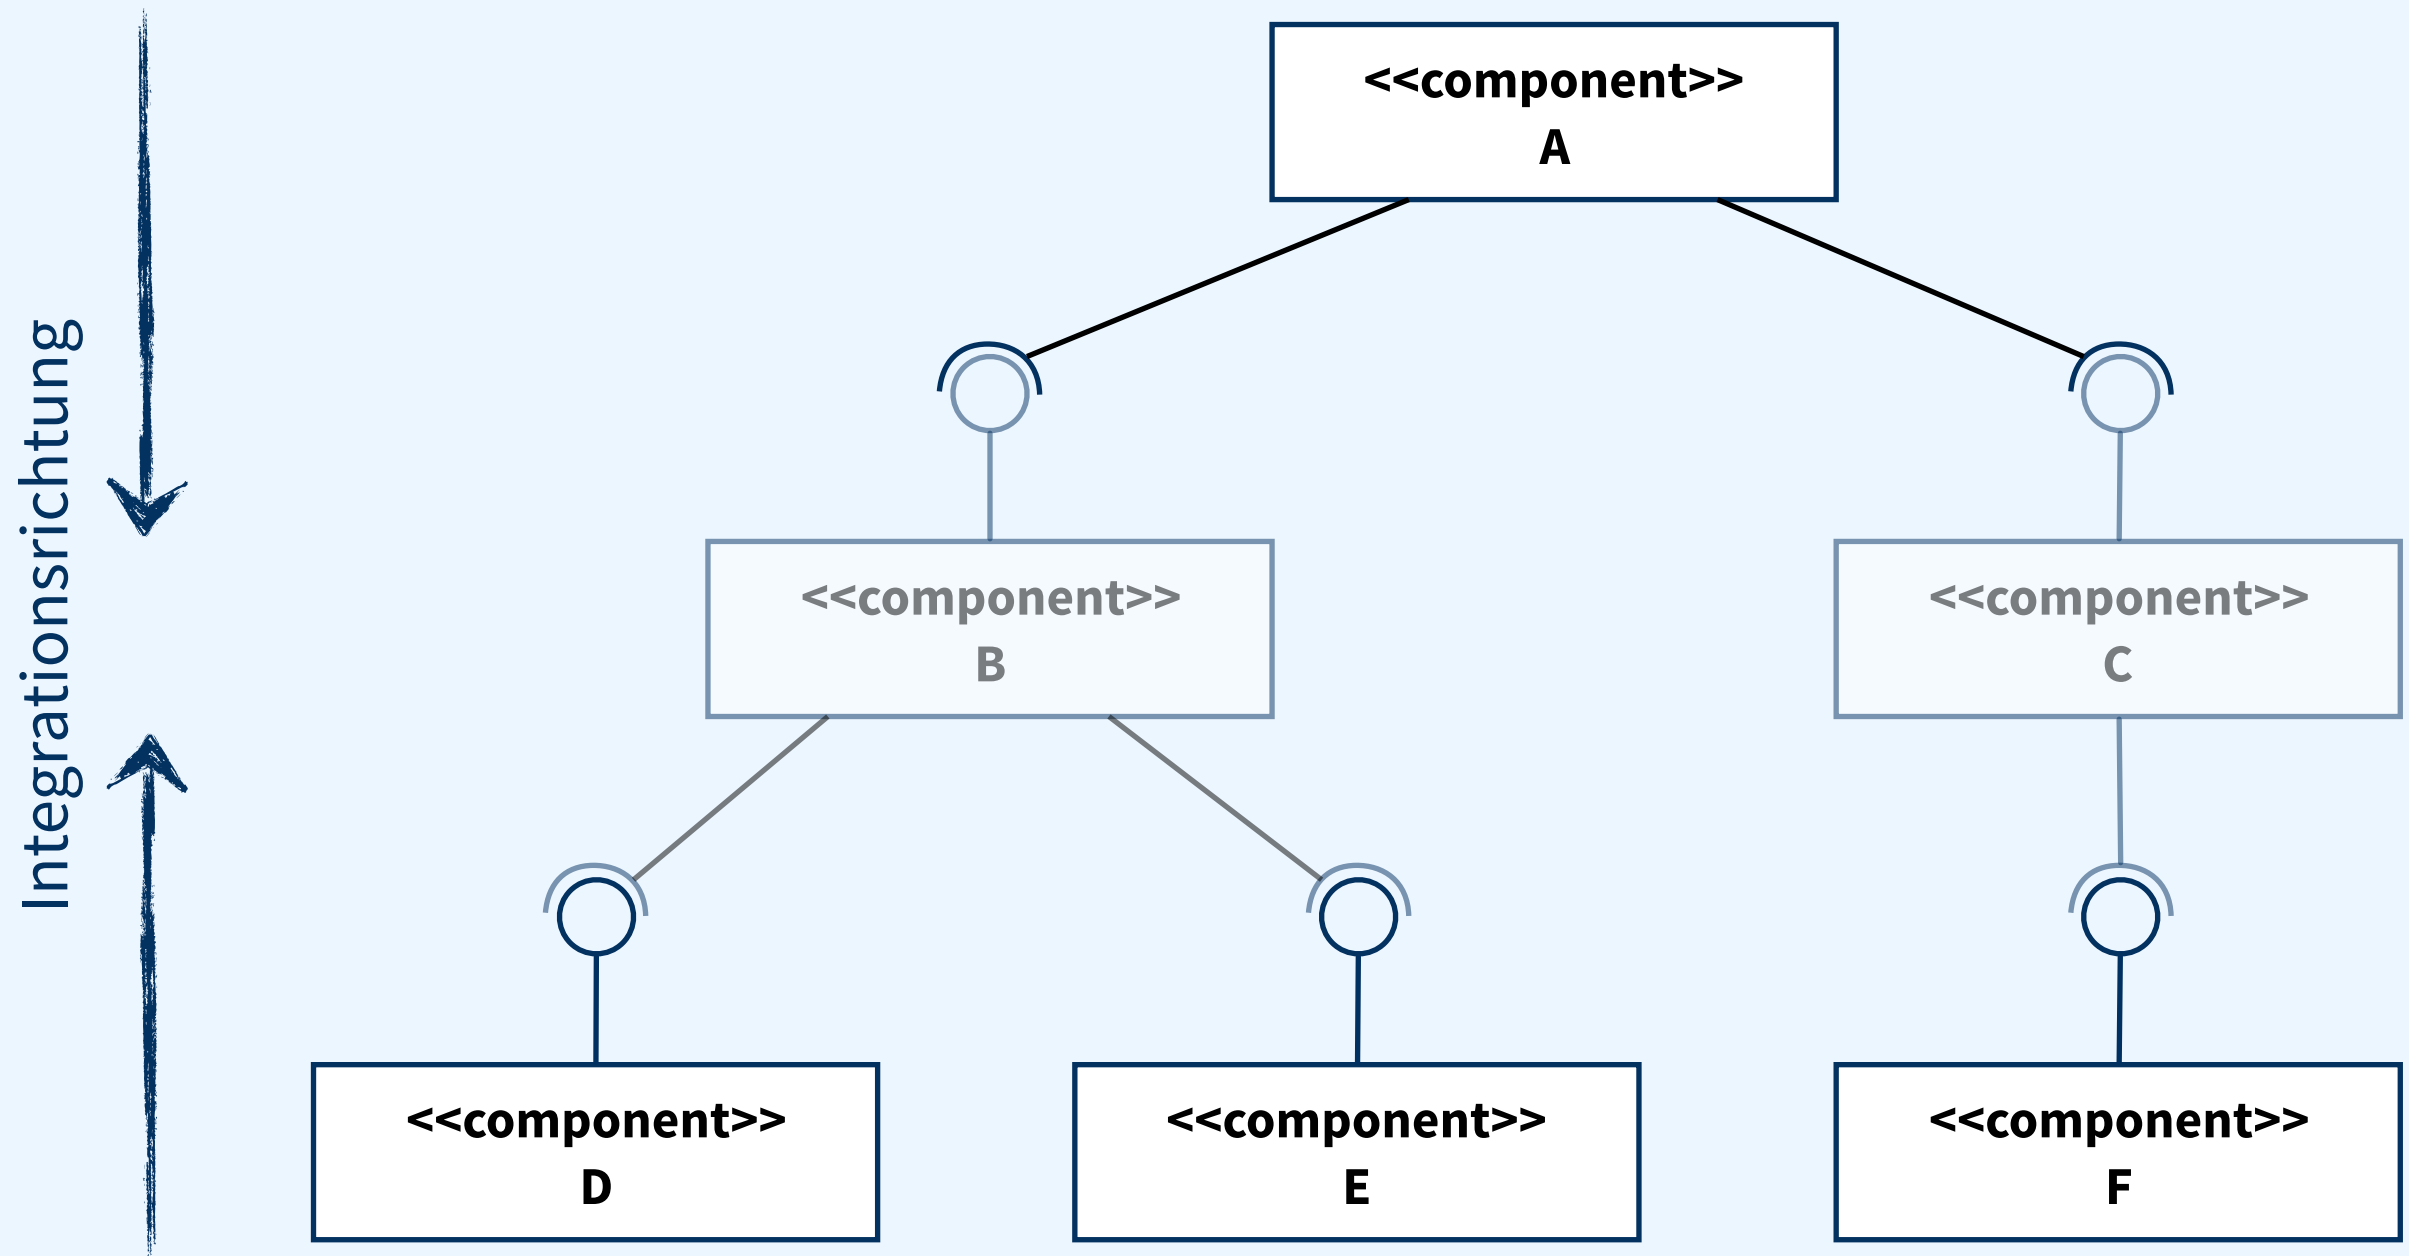 Integrationsrichtung
<<component>>
A
<<component>>
B
<<component>>
C
<<component>>
D
<<component>>
E
<<component>>
F